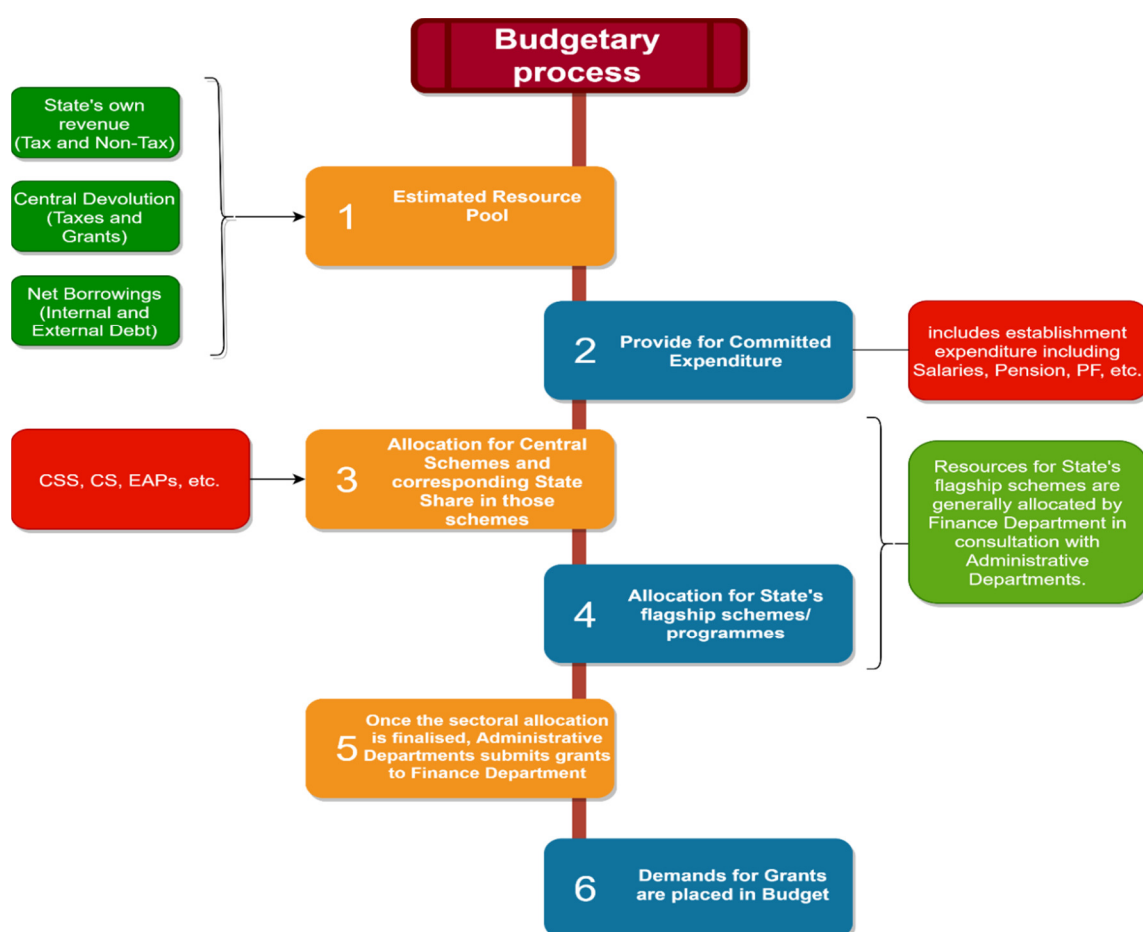 Budgetary
process
State's own
revenue
(Tax and Non-Tax)
Central Devolution
(Taxes and
Grants)
Net Borrowings
(Internal and
External Debt)
1
Estimated Resource
Pool
2
Provide for Committed
Expenditure
includes establishment
expenditure including
Salaries, Pension, PF, etc.
CSS, CS, EAPs, etc.
3
Allocation for Central
Schemes and
corresponding State
Share in those
schemes
Resources for State's
flagship schemes are
generally allocated by
Finance Department in
consultation with
Administrative
Departments.
4
Allocation for State's
flagship schemes/
programmes
5
Once the sectoral allocation
is finalised, Administrative
Departments submits grants
to Finance Department
6
Demands for Grants
are placed in Budget